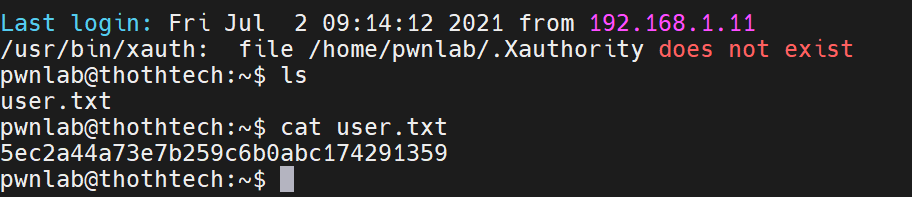 Last login: Fri Jul  2 09:14:12 2021 from 192.168.1.11
/usr/bin/xauth:  file /home/pwnlab/.Xauthority does not exist
pwnlab@thothtech:~$ ls
user.txt
pwnlab@thothtech:~$ cat user.txt
5ec2a44a73e7b259c6b0abc174291359
pwnlab@thothtech:~$